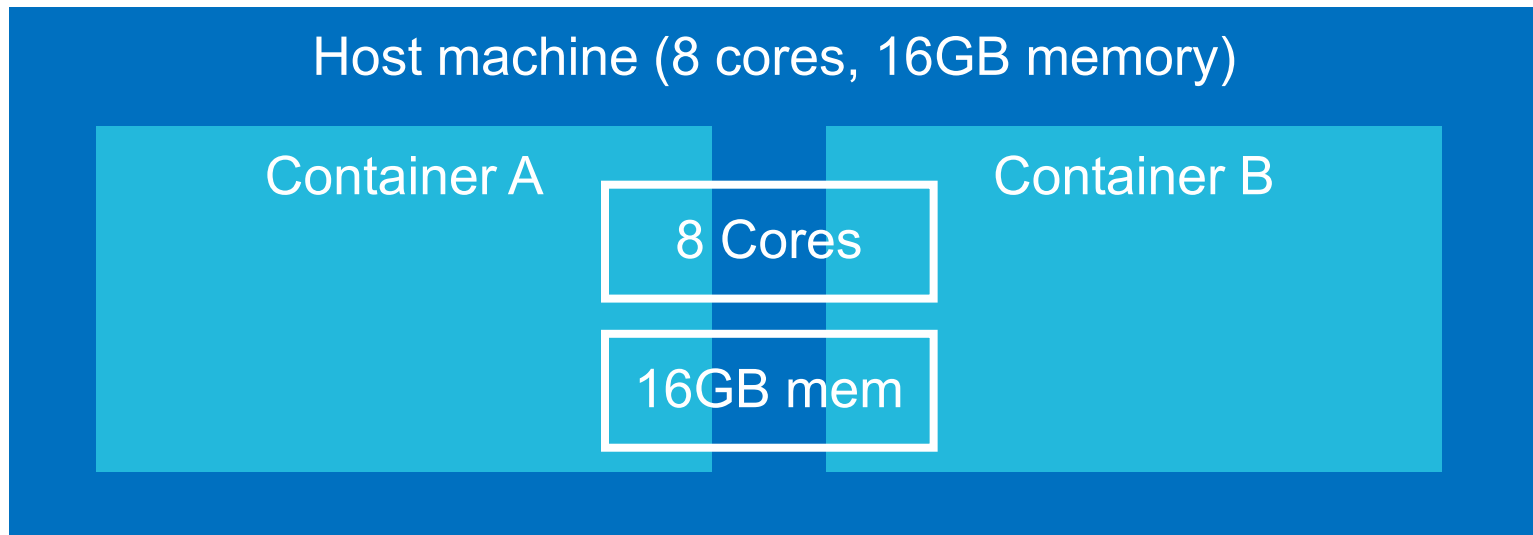 Host machine (8 cores, 16GB memory)
Container A
Container B
8 Cores
16GB mem